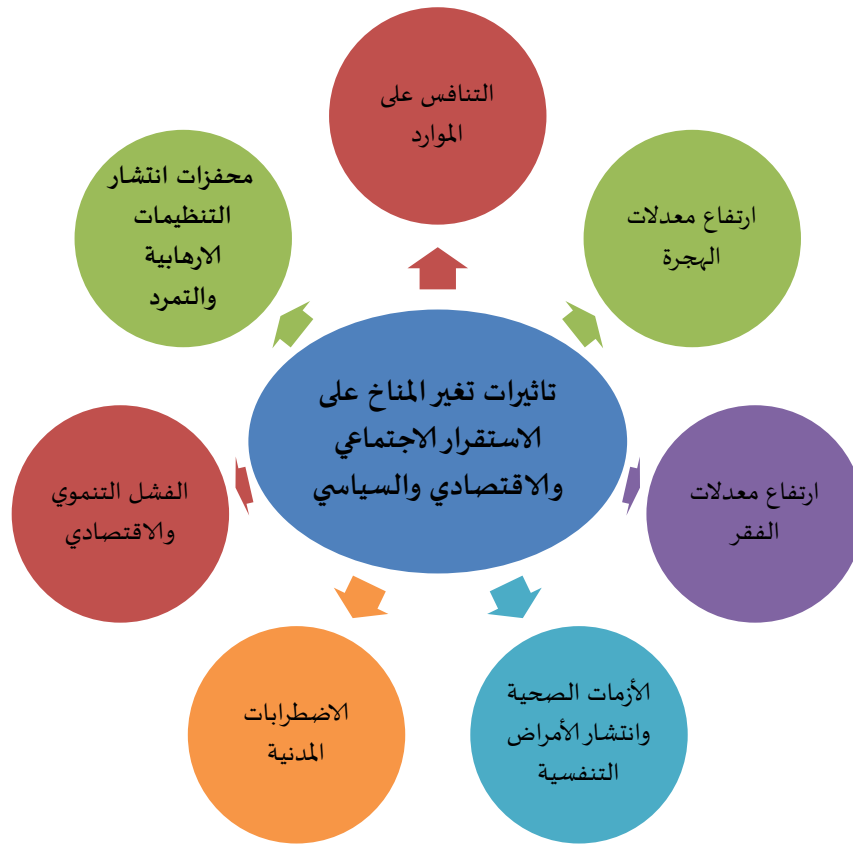 التنافس على
الموارد
ارتفاع معدلات
الهجرة
ارتفاع معدلات
الفقر
الأزمات الصحية
وانتشار الأمراض
التنفسية
الاضطرابات
المدنية
الفشل التنموي
والاقتصادي
محفزات انتشار
التنظيمات
الارهابية
والتمرد
تاثيرات تغير المناخ على
الاستقرار الاجتماعي
والاقتصادي والسياسي